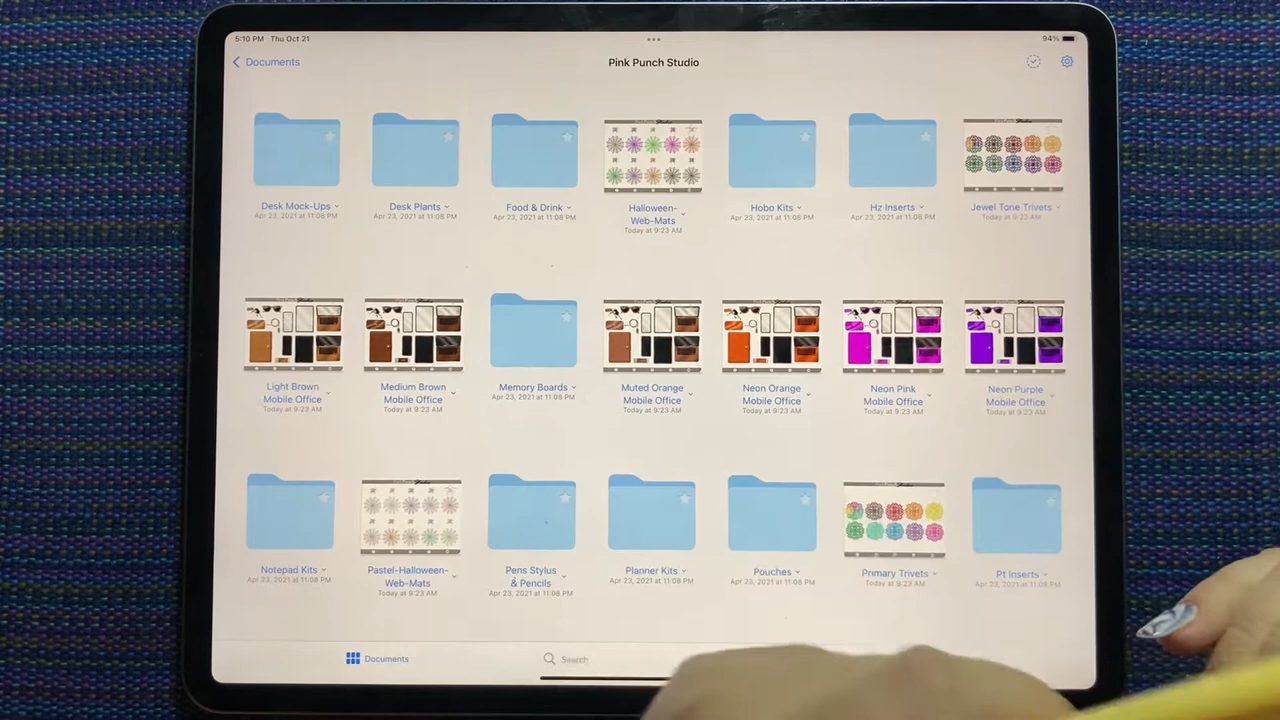 5:10 PM Thu Oct 21
94%
Documents
Pink Punch Studio
Desk Mock-Ups
Apr 23, 2021 at 11:08 PM
Desk Plants
Apr 23, 2021 at 11:08 PM
Food & Drink
Apr 23, 2021 at 11:08 PM
Halloween-
Web-Mats
Today at 9:23 AM
Hobo Kits
Apr 23, 2021 at 11:08 PM
Hz Inserts
Apr 23, 2021 at 11:08 PM
Jewel Tone Trivets
Today at 9:23 AM
Light Brown
Mobile Office
Today at 9:23 AM
Medium Brown
Mobile Office
Today at 9:23 AM
Memory Boards
Apr 23, 2021 at 11:08 PM
Muted Orange
Mobile Office
Today at 9:23 AM
Neon Orange
Mobile Office
Today at 9:23 AM
Neon Pink
Mobile Office
Today at 9:23 AM
Neon Purple
Mobile Office
Today at 9:23 AM
Notepad Kits
Apr 23, 2021 at 11:08 PM
Pastel-Halloween-
Web-Mats
Today at 9:23 AM
Pens Stylus
& Pencils
Apr 23, 2021 at 11:08 PM
Planner Kits
Apr 23, 2021 at 11:08 PM
Pouches
Apr 23, 2021 at 11:08 PM
Primary Trivets
Today at 9:23 AM
Pt Inserts
Apr 23, 2021 at 11:08 PM
Documents
Search